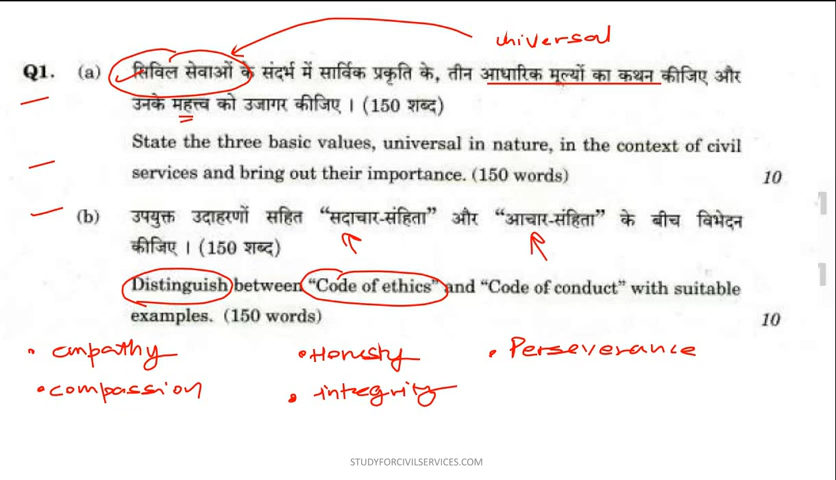 universal
Q1. (a) सिविल सेवाओं के संदर्भ में सार्विक प्रकृति के, तीन आधारिक मूल्यों का कथन कीजिए और
उनके महत्त्व को उजागर कीजिए । (150 शब्द)
State the three basic values, universal in nature, in the context of civil
services and bring out their importance. (150 words) 10
(b) उपयुक्त उदाहरणों सहित “सदाचार-संहिता” और “आचार-संहिता” के बीच विभेदन
कीजिए । (150 शब्द)
Distinguish between “Code of ethics” and “Code of conduct” with suitable
examples. (150 words) 10
• empathy • Honesty • Perseverance
• compassion • integrity
STUDYFORCIVILSERVICES.COM